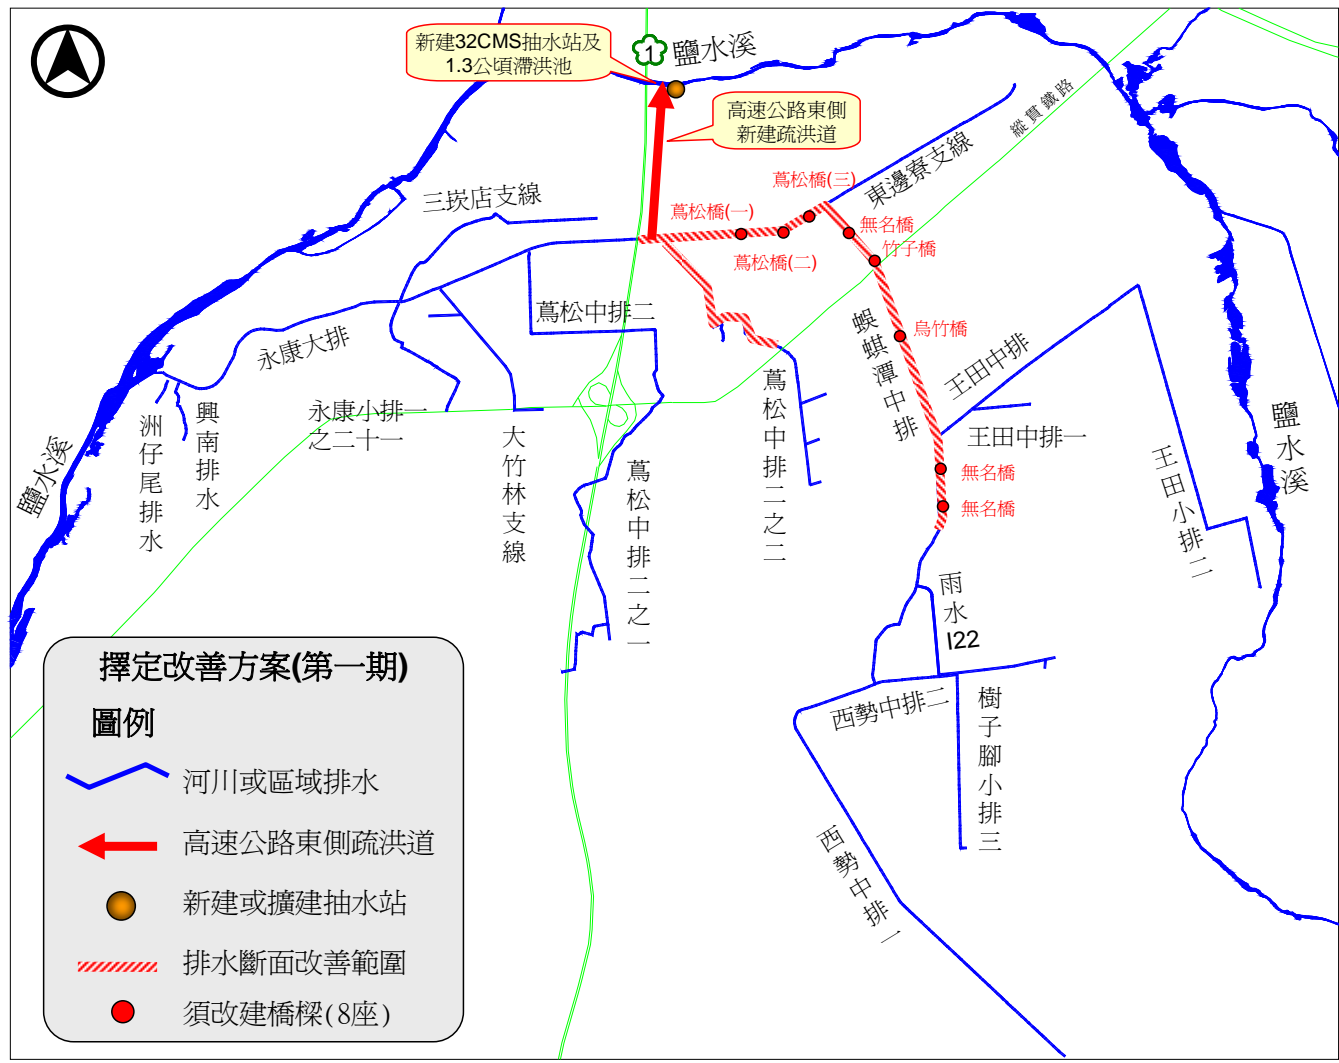 新建32CMS抽水站及
1.3公頃滯洪池
1
鹽水溪
高速公路東側
新建疏洪道
縱貫鐵路
東邊寮支線
三崁店支線
蔦松橋(三)
蔦松橋(一)
蔦松橋(二)
無名橋
竹子橋
烏竹橋
蔦松中排二
永康大排
蜈蜞潭中排
王田中排
王田中排一
無名橋
無名橋
王田小排二
鹽水溪
鹽水溪
洲仔尾排水
興南排水
永康小排一
之二十一
大竹林支線
蔦松中排二之一
蔦松中排二之二
雨水
I22
西勢中排二
樹子腳小排三
西勢中排一
擇定改善方案(第一期)
圖例
河川或區域排水
高速公路東側疏洪道
新建或擴建抽水站
排水斷面改善範圍
須改建橋樑(8座)